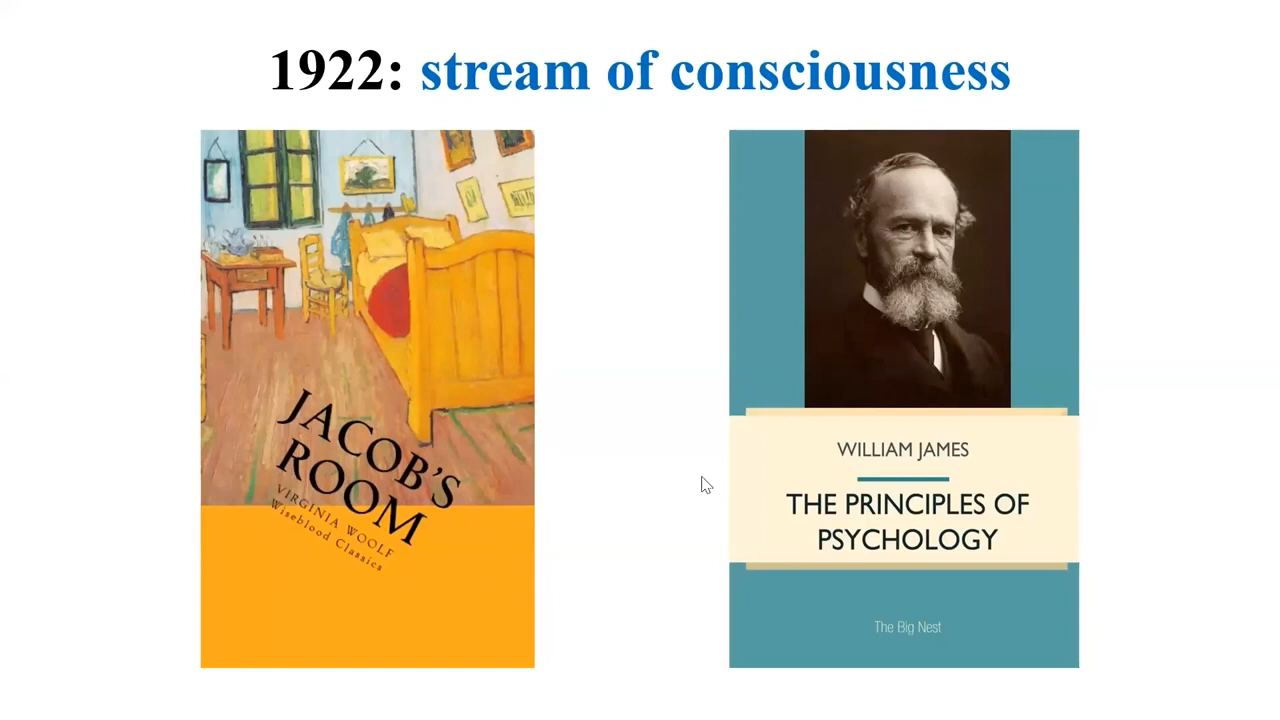 1922: stream of consciousness
JACOB'S
ROOM
VIRGINIA WOOLF
Wiseblood Classics
WILLIAM JAMES
THE PRINCIPLES OF
PSYCHOLOGY
The Big Nest